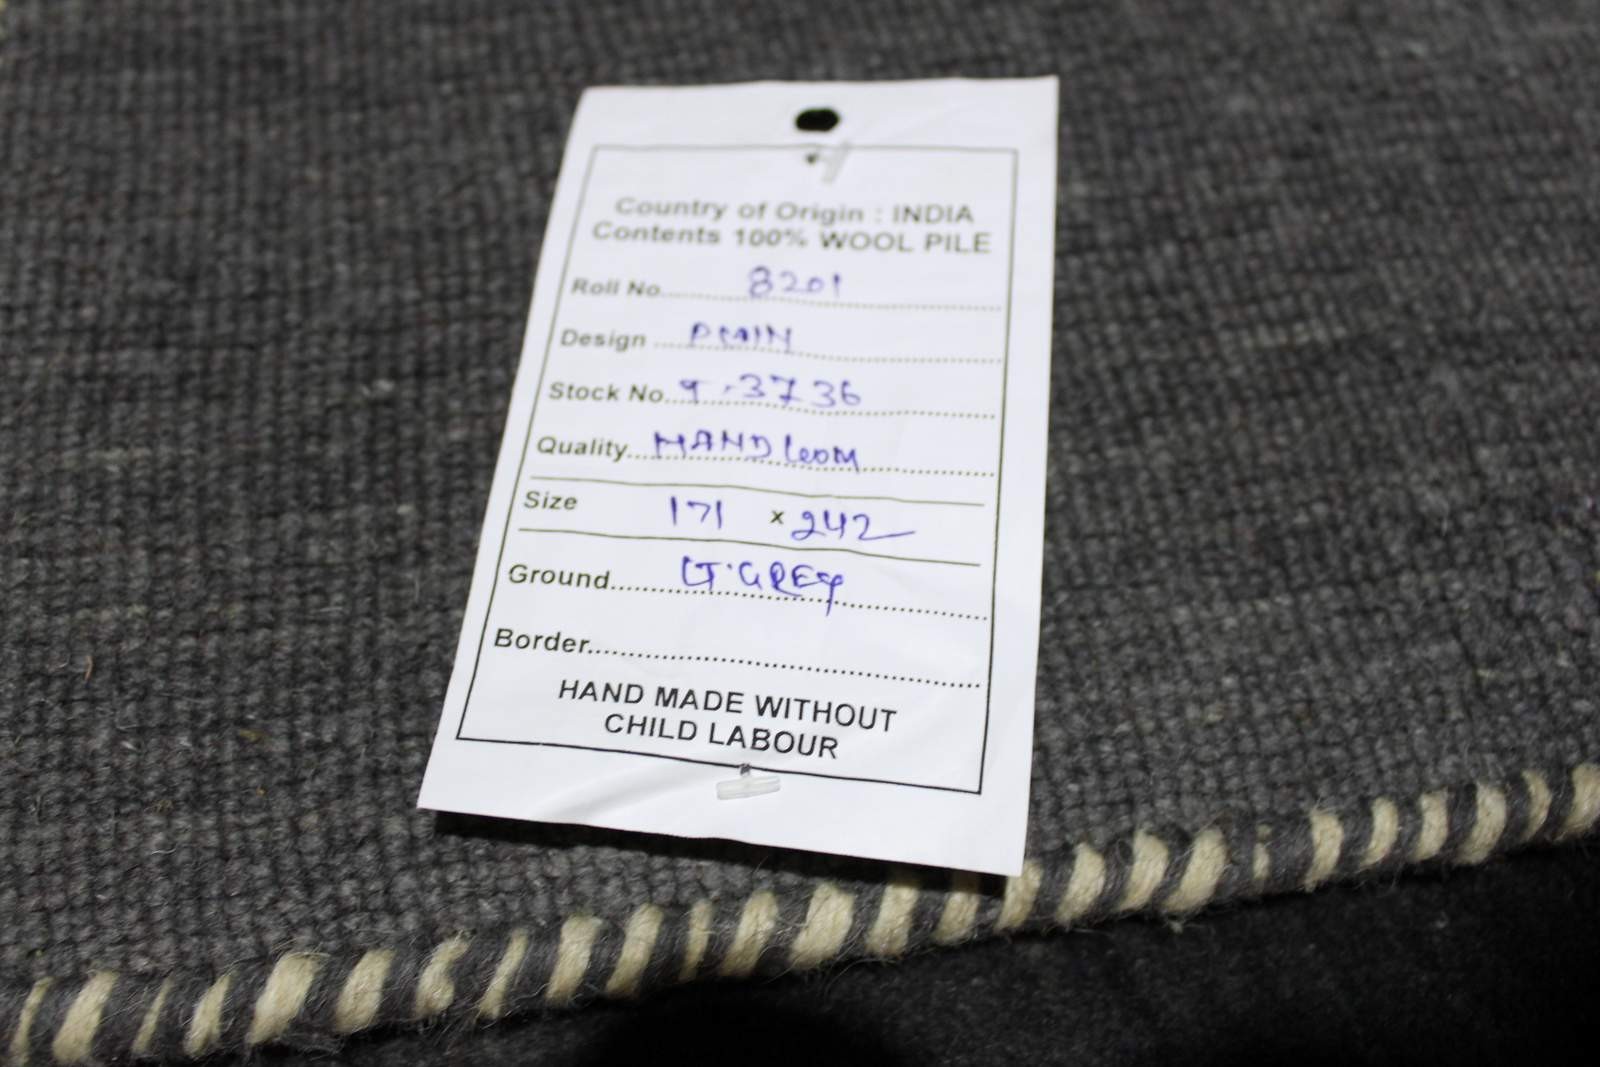 Country of Origin : INDIA
Contents 100% WOOL PILE
Roll No. 8201
Design PLAIN
Stock No. 9-3736
Quality HANDLOOM
Size 171 x 242
Ground LT. GREY
Border
HAND MADE WITHOUT
CHILD LABOUR